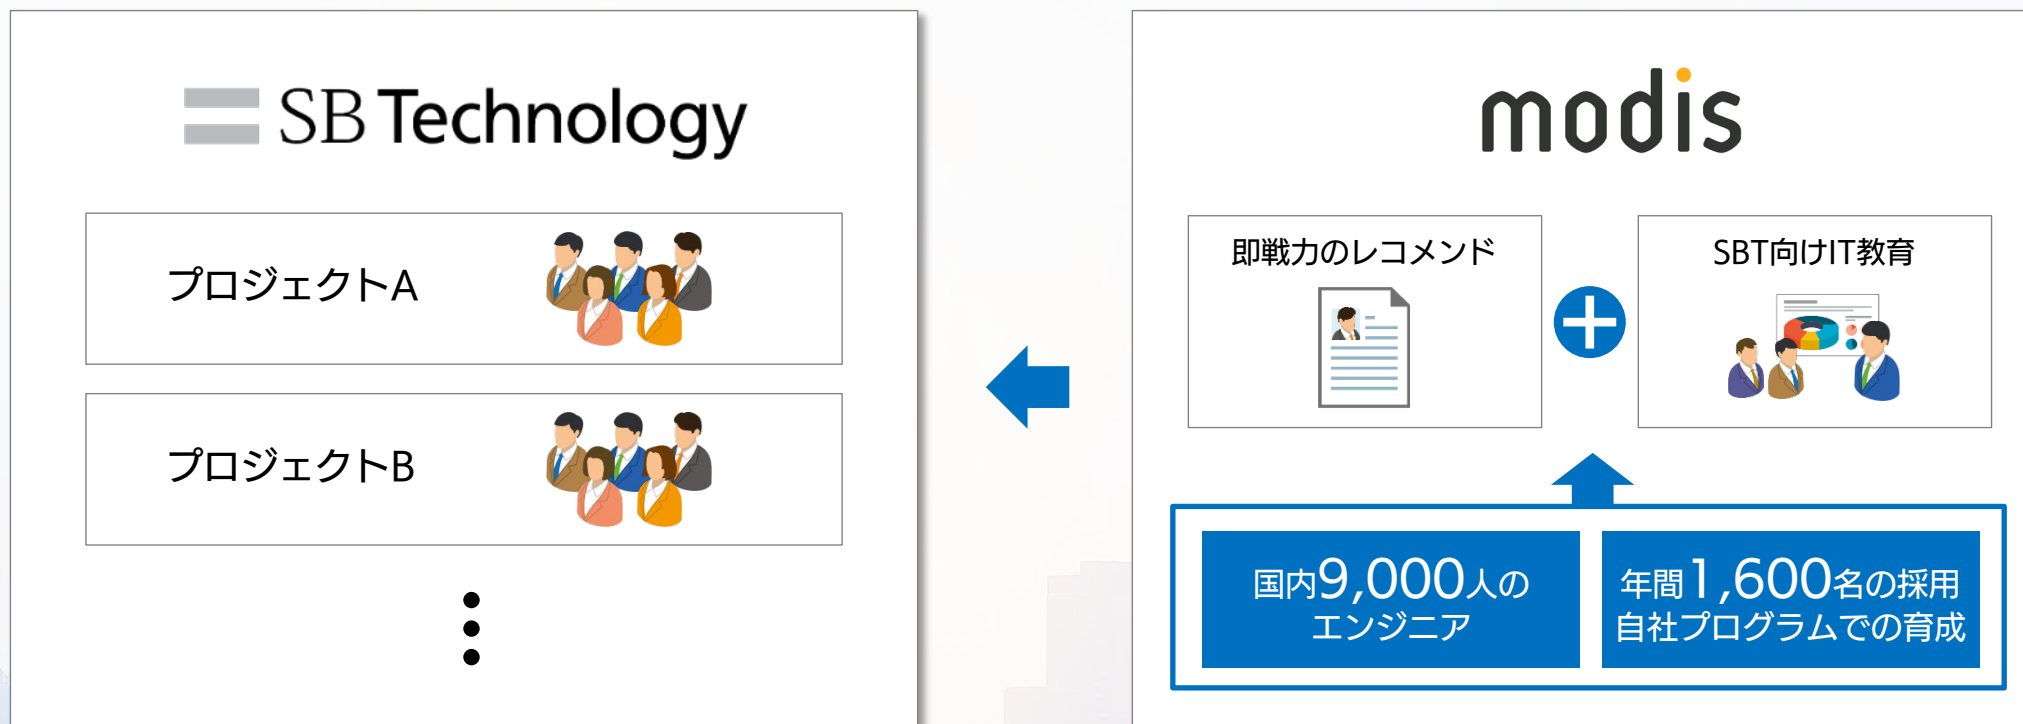 SB Technology
プロジェクトA
プロジェクトB
modis
即戦力のレコメンド
SBT向けIT教育
国内9,000人の
エンジニア
年間1,600名の採用
自社プログラムでの育成